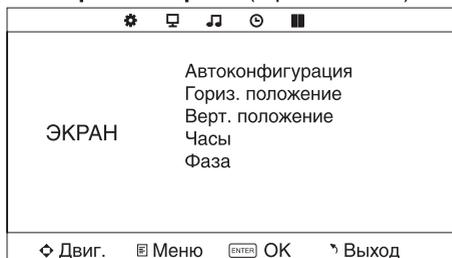 Автоконфигурация
Гориз. положение
Верт. положение
ЭКРАН
Часы
Фаза
Двиг. Меню ENTER OK Выход